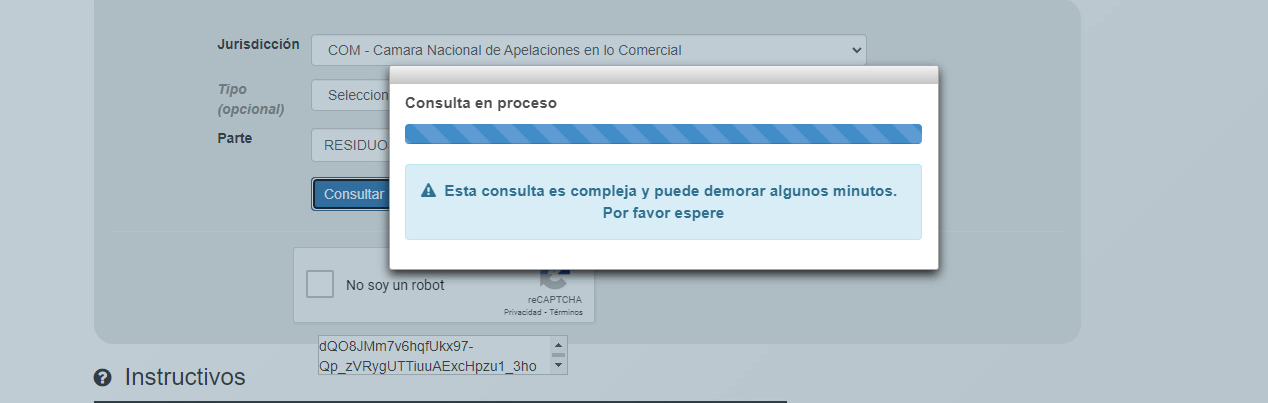 Jurisdicción
COM - Camara Nacional de Apelaciones en lo Comercial
Tipo
(opcional)
Seleccion
Parte
RESIDUO
Consultar
Consulta en proceso
Esta consulta es compleja y puede demorar algunos minutos.
Por favor espere
No soy un robot
reCAPTCHA
Privacidad - Términos
dQO8JMm7v6hqfUkx97-
Qp_zVRygUTTiuuAExcHpzu1_3ho
Instructivos